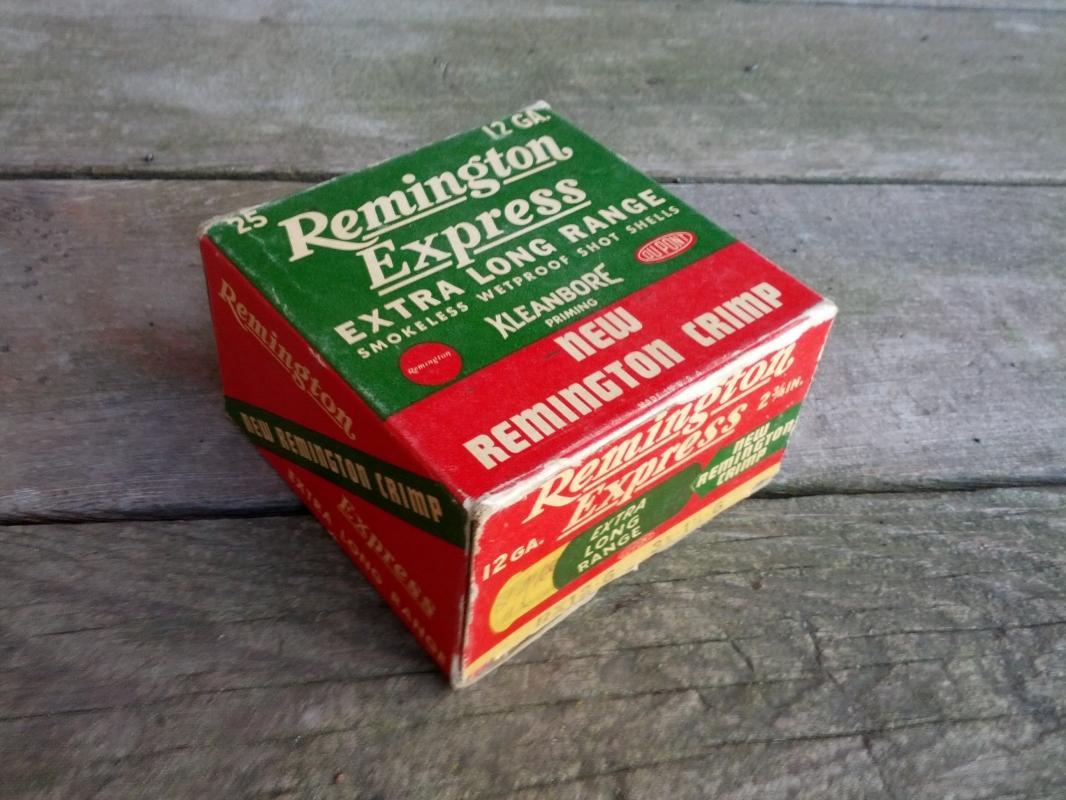 12 GA.
25
Remington
Express
EXTRA LONG RANGE
SMOKELESS WETPROOF SHOT SHELLS
KLEANBORE
PRIMING
DU PONT
Remington
NEW
REMINGTON CRIMP
MADE IN U.S.A.
Remington
NEW REMINGTON CRIMP
Express
EXTRA LONG RANGE
Remington
Express
2¾ IN.
NEW
REMINGTON
CRIMP
EXTRA
LONG
RANGE
12 GA.